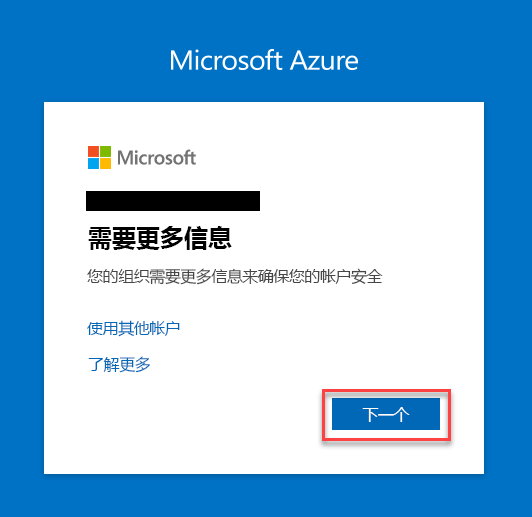 Microsoft Azure
Microsoft
需要更多信息
您的组织需要更多信息来确保您的帐户安全
使用其他帐户
了解更多
下一个